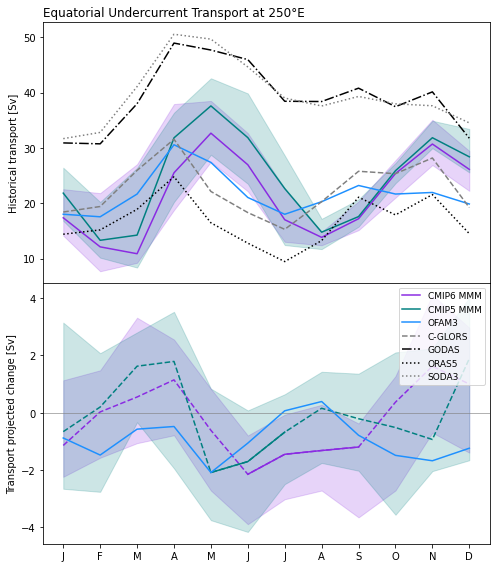 Equatorial Undercurrent Transport at 250°E
Historical transport [Sv]
50
40
30
20
10
Transport projected change [Sv]
4
2
0
−2
−4
CMIP6 MMM
CMIP5 MMM
OFAM3
C-GLORS
GODAS
ORAS5
SODA3
J F M A M J J A S O N D